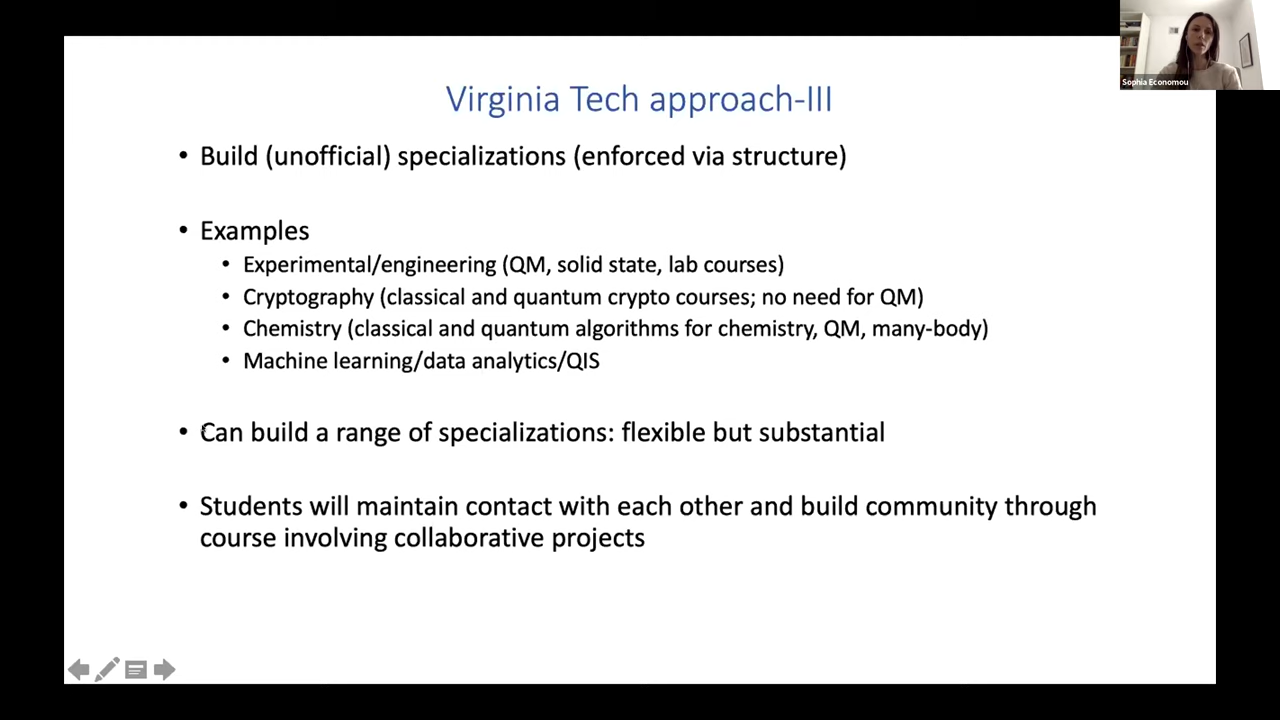 Sophia Economou
Virginia Tech approach-III
• Build (unofficial) specializations (enforced via structure)
• Examples
• Experimental/engineering (QM, solid state, lab courses)
• Cryptography (classical and quantum crypto courses; no need for QM)
• Chemistry (classical and quantum algorithms for chemistry, QM, many-body)
• Machine learning/data analytics/QIS
• Can build a range of specializations: flexible but substantial
• Students will maintain contact with each other and build community through
course involving collaborative projects